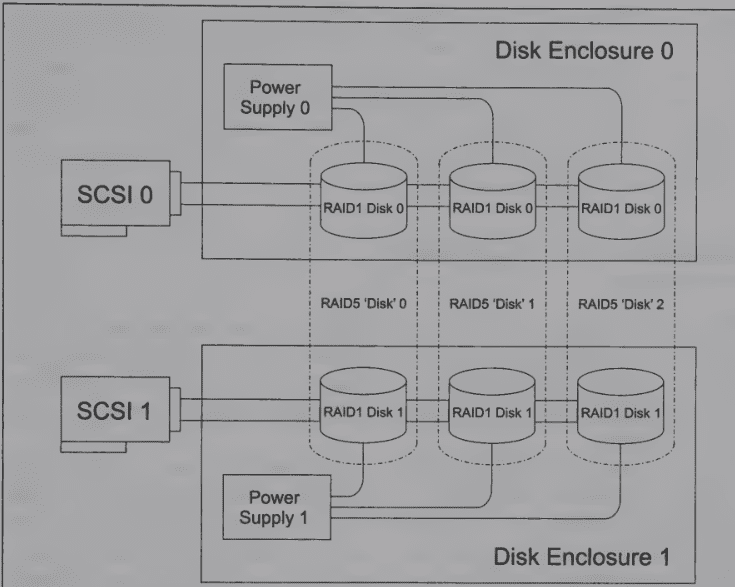 Disk Enclosure 0
Power
Supply 0
SCSI 0
RAID1 Disk 0
RAID1 Disk 0
RAID1 Disk 0
RAID5 'Disk' 0
RAID5 'Disk' 1
RAID5 'Disk' 2
SCSI 1
RAID1 Disk 1
RAID1 Disk 1
RAID1 Disk 1
Power
Supply 1
Disk Enclosure 1